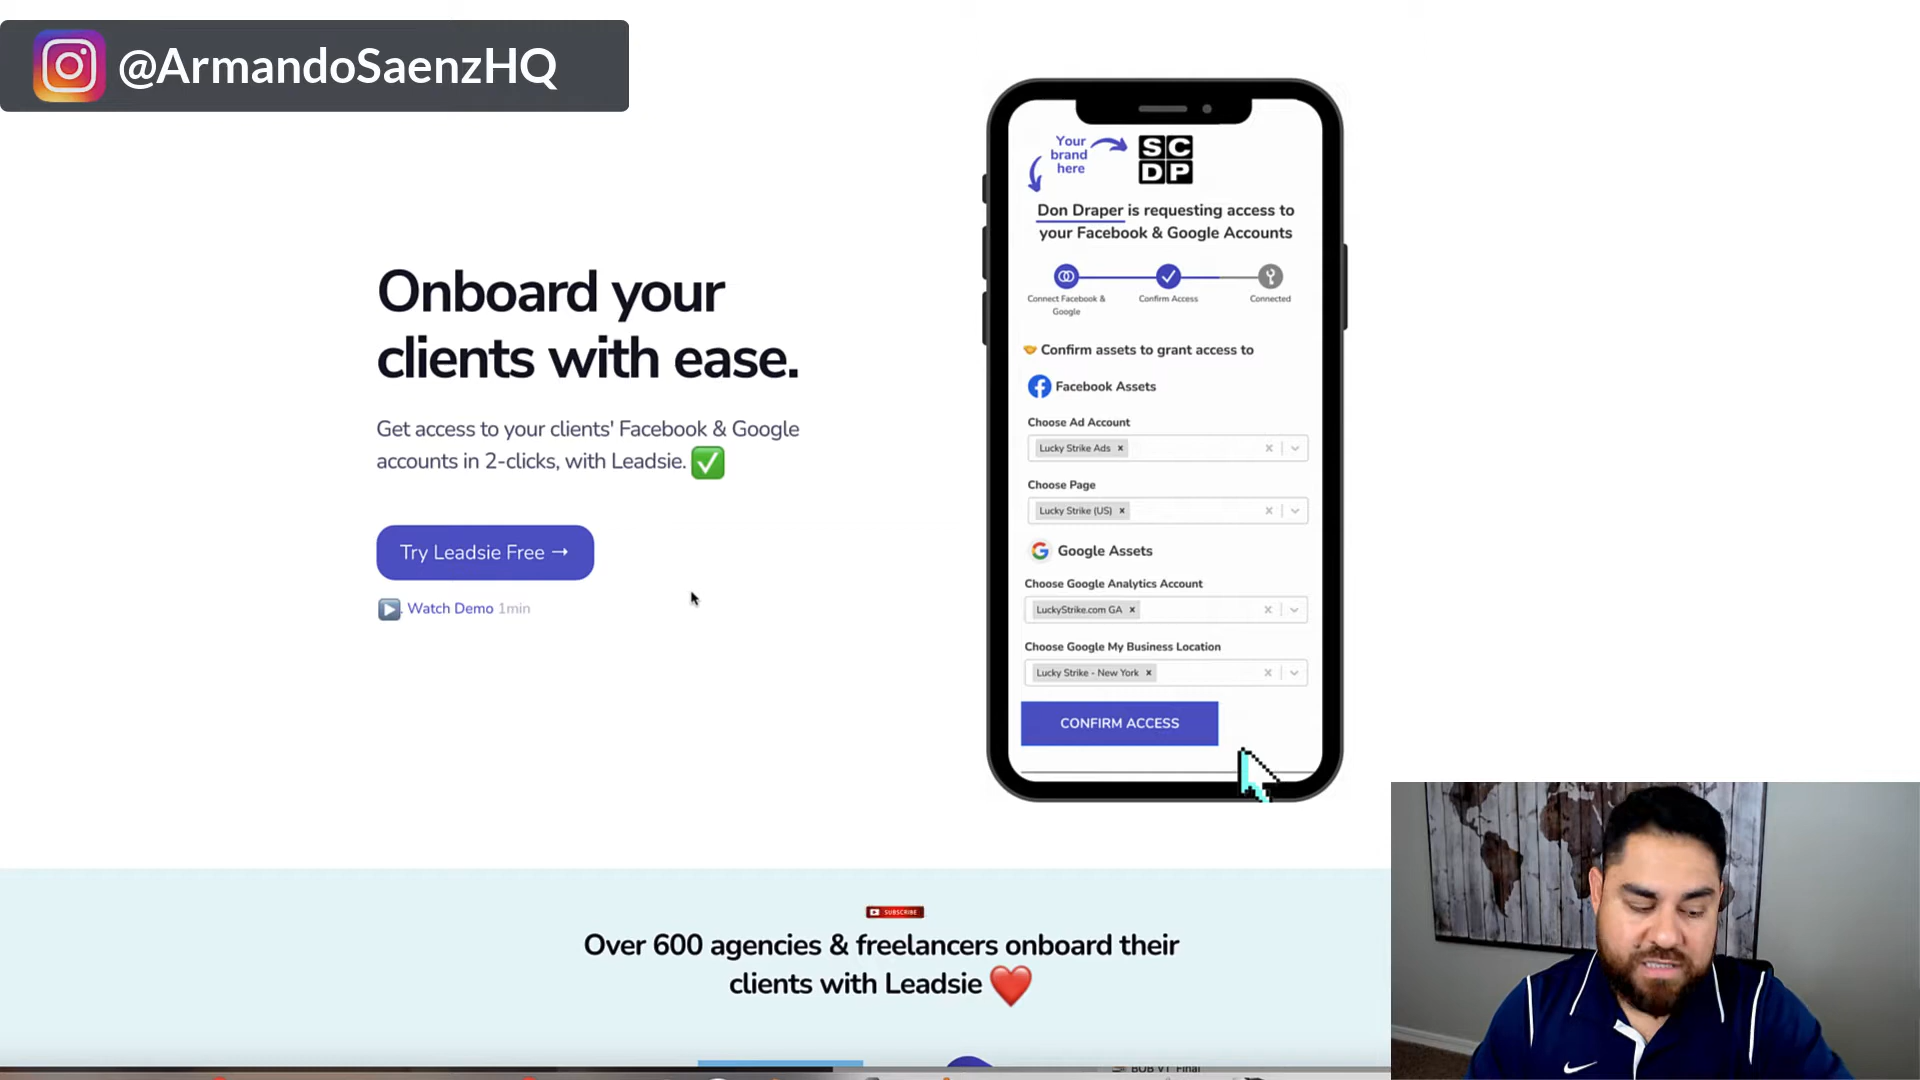 @ArmandoSaenzHQ
Onboard your
clients with ease.
Get access to your clients' Facebook & Google
accounts in 2-clicks, with Leadsie.
Try Leadsie Free →
Watch Demo 1min
Your
brand
here
SC
DP
Don Draper is requesting access to
your Facebook & Google Accounts
Connect Facebook &
Google
Confirm Access
Connected
Confirm assets to grant access to
Facebook Assets
Choose Ad Account
Lucky Strike Ads ×
Choose Page
Lucky Strike (US) ×
Google Assets
Choose Google Analytics Account
LuckyStrike.com GA ×
Choose Google My Business Location
Lucky Strike - New York ×
CONFIRM ACCESS
SUBSCRIBE
Over 600 agencies & freelancers onboard their
clients with Leadsie